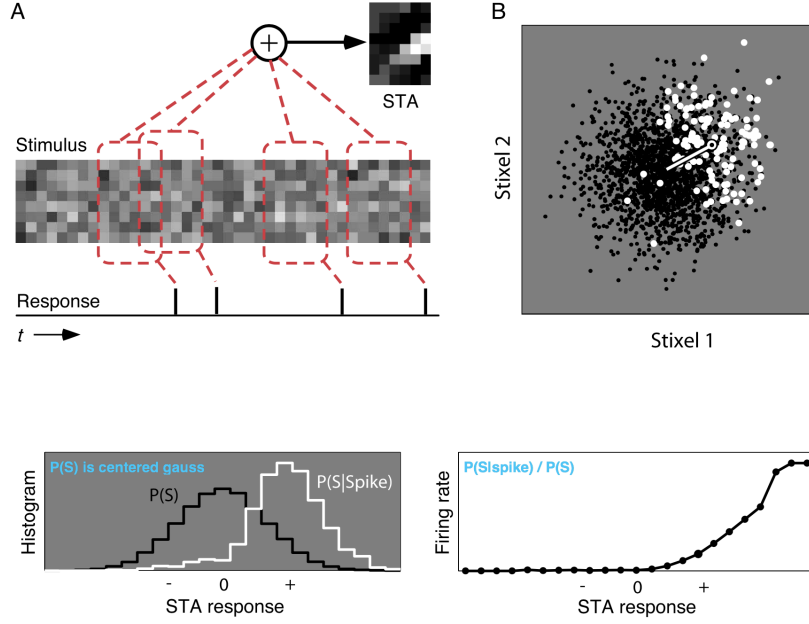 A
B
+
STA
Stimulus
Response
t
Stixel 2
Stixel 1
P(S) is centered gauss
P(S)
P(S|Spike)
Histogram
- 0 +
STA response
P(S|spike) / P(S)
Firing rate
- 0 +
STA response